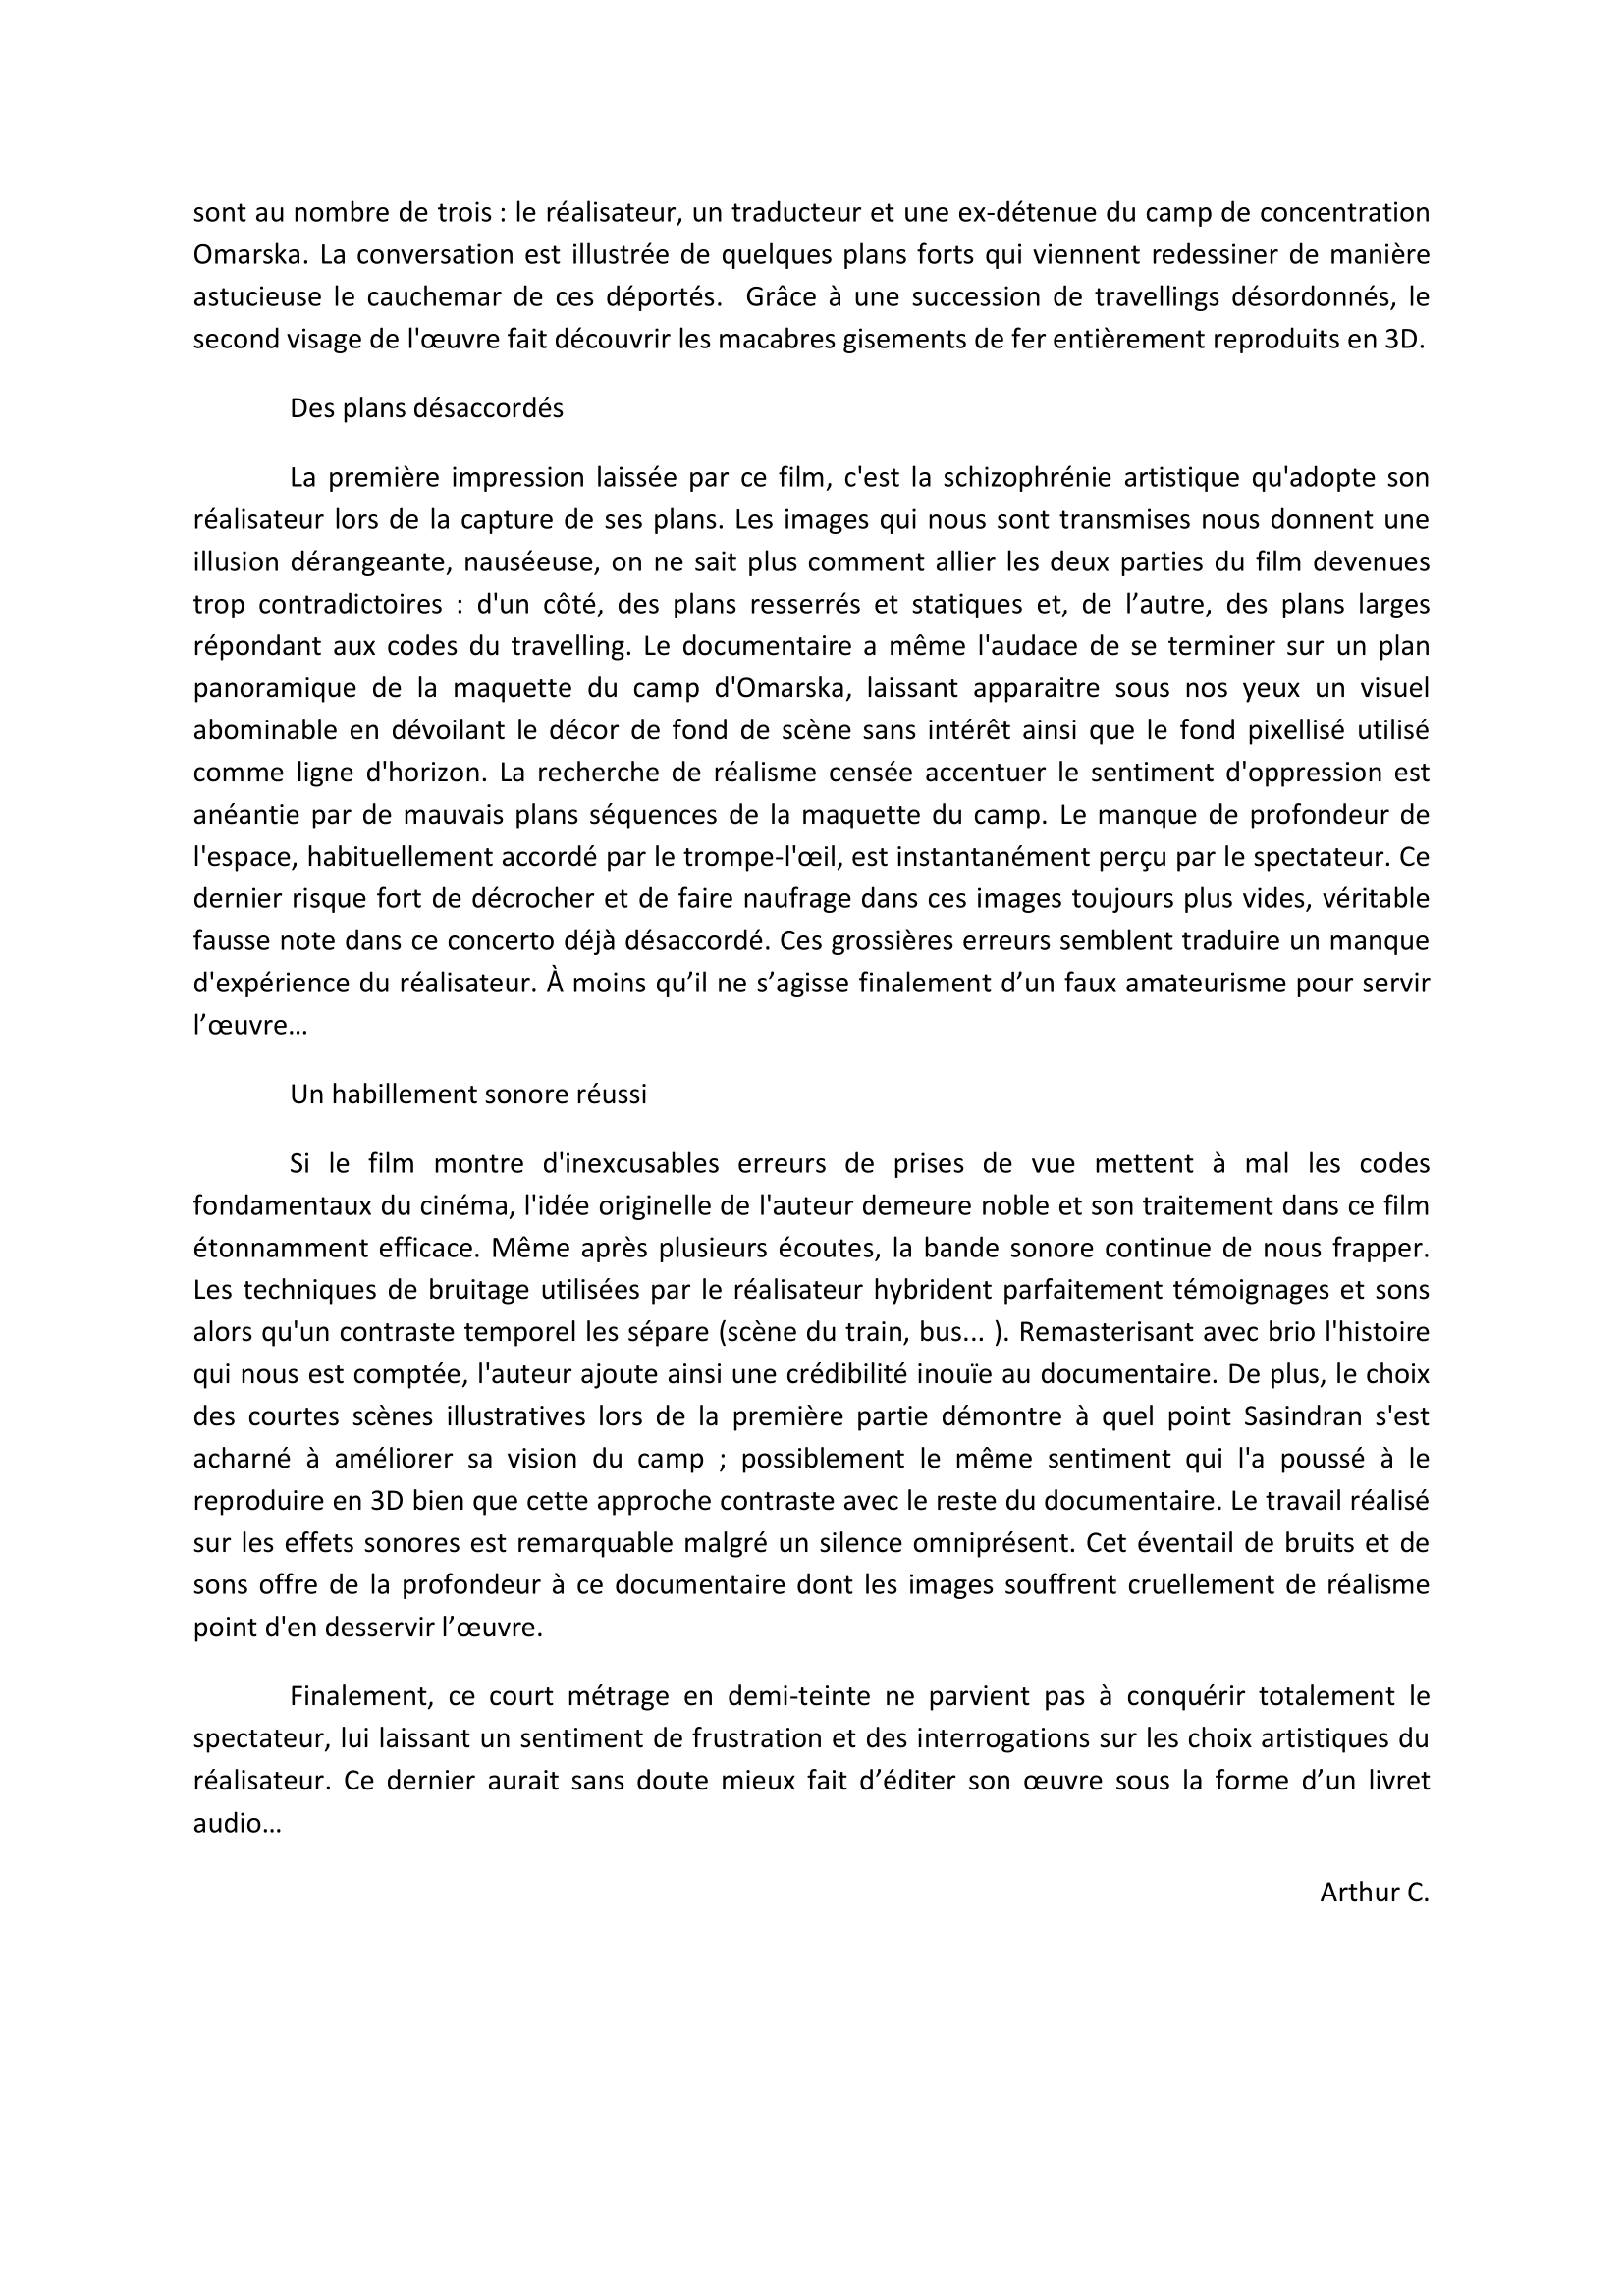 sont au nombre de trois : le réalisateur, un traducteur et une ex-détenue du camp de concentration
Omarska. La conversation est illustrée de quelques plans forts qui viennent redessiner de manière
astucieuse le cauchemar de ces déportés.  Grâce à une succession de travellings désordonnés, le
second visage de l'œuvre fait découvrir les macabres gisements de fer entièrement reproduits en 3D.
Des plans désaccordés
La première impression laissée par ce film, c'est la schizophrénie artistique qu'adopte son
réalisateur lors de la capture de ses plans. Les images qui nous sont transmises nous donnent une
illusion dérangeante, nauséeuse, on ne sait plus comment allier les deux parties du film devenues
trop contradictoires : d'un côté, des plans resserrés et statiques et, de l’autre, des plans larges
répondant aux codes du travelling. Le documentaire a même l'audace de se terminer sur un plan
panoramique de la maquette du camp d'Omarska, laissant apparaitre sous nos yeux un visuel
abominable en dévoilant le décor de fond de scène sans intérêt ainsi que le fond pixellisé utilisé
comme ligne d'horizon. La recherche de réalisme censée accentuer le sentiment d'oppression est
anéantie par de mauvais plans séquences de la maquette du camp. Le manque de profondeur de
l'espace, habituellement accordé par le trompe-l'œil, est instantanément perçu par le spectateur. Ce
dernier risque fort de décrocher et de faire naufrage dans ces images toujours plus vides, véritable
fausse note dans ce concerto déjà désaccordé. Ces grossières erreurs semblent traduire un manque
d'expérience du réalisateur. À moins qu’il ne s’agisse finalement d’un faux amateurisme pour servir
l’œuvre…
Un habillement sonore réussi
Si le film montre d'inexcusables erreurs de prises de vue mettent à mal les codes
fondamentaux du cinéma, l'idée originelle de l'auteur demeure noble et son traitement dans ce film
étonnamment efficace. Même après plusieurs écoutes, la bande sonore continue de nous frapper.
Les techniques de bruitage utilisées par le réalisateur hybrident parfaitement témoignages et sons
alors qu'un contraste temporel les sépare (scène du train, bus... ). Remasterisant avec brio l'histoire
qui nous est comptée, l'auteur ajoute ainsi une crédibilité inouïe au documentaire. De plus, le choix
des courtes scènes illustratives lors de la première partie démontre à quel point Sasindran s'est
acharné à améliorer sa vision du camp ; possiblement le même sentiment qui l'a poussé à le
reproduire en 3D bien que cette approche contraste avec le reste du documentaire. Le travail réalisé
sur les effets sonores est remarquable malgré un silence omniprésent. Cet éventail de bruits et de
sons offre de la profondeur à ce documentaire dont les images souffrent cruellement de réalisme
point d'en desservir l’œuvre.
Finalement, ce court métrage en demi-teinte ne parvient pas à conquérir totalement le
spectateur, lui laissant un sentiment de frustration et des interrogations sur les choix artistiques du
réalisateur. Ce dernier aurait sans doute mieux fait d’éditer son œuvre sous la forme d’un livret
audio…
Arthur C.